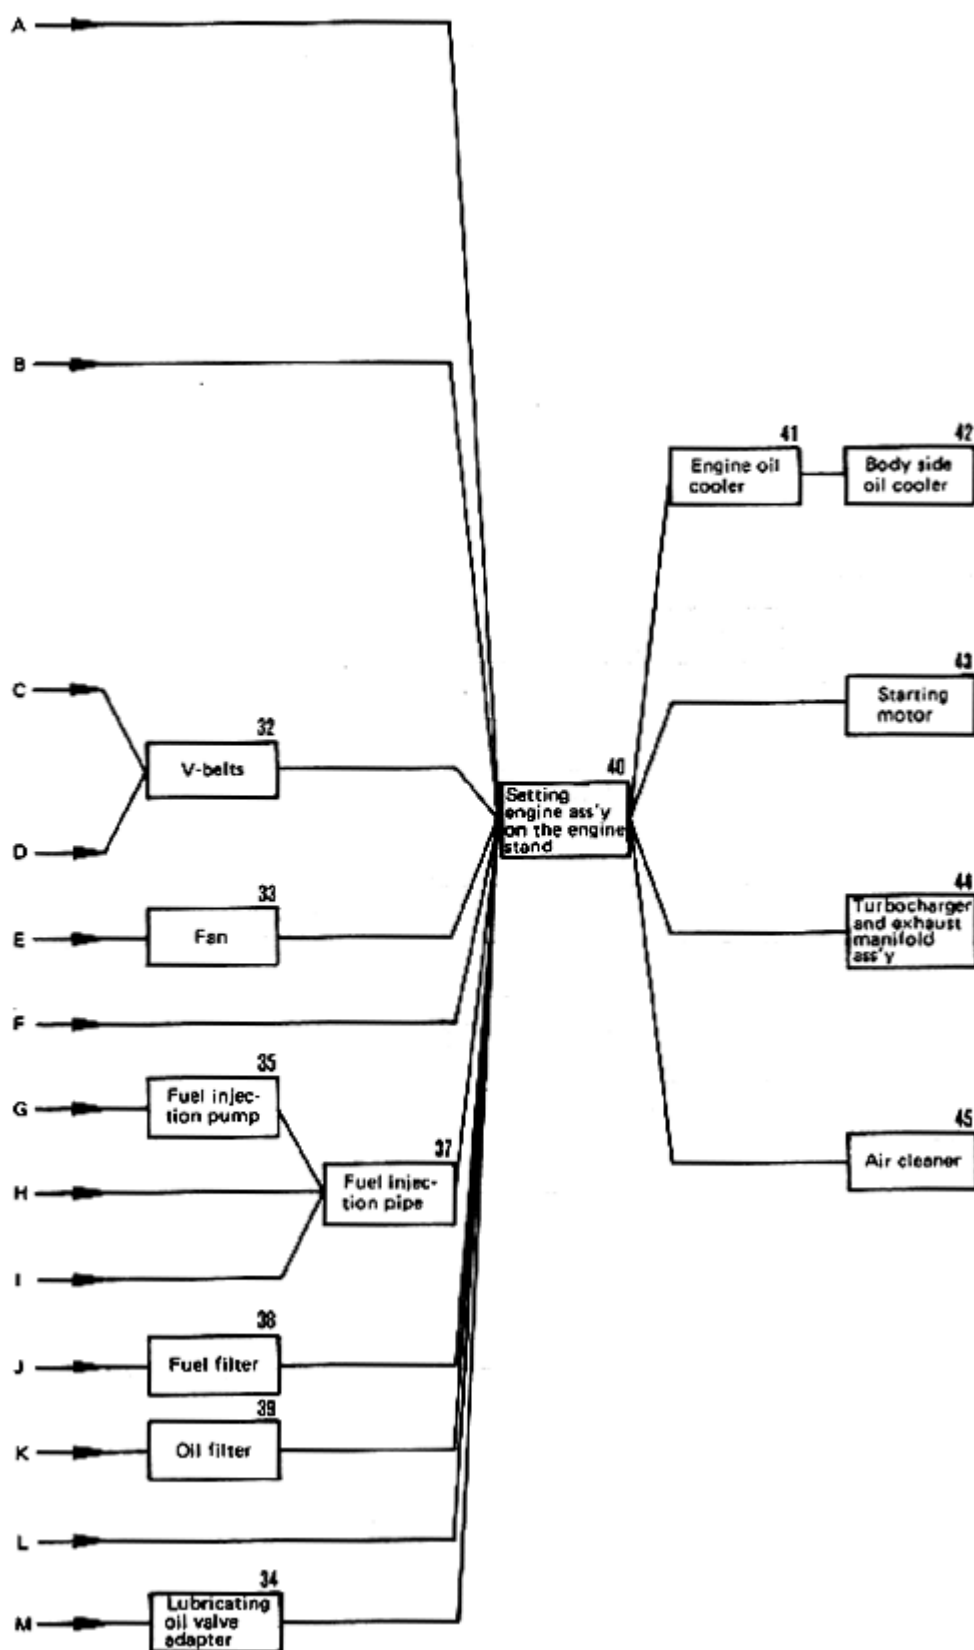 A
B
41
Engine oil
cooler
42
Body side
oil cooler
C
43
Starting
motor
32
V-belts
40
Setting
engine ass'y
on the engine
stand
D
33
Fan
E
44
Turbocharger
and exhaust
manifold
ass'y
F
35
Fuel injec-
tion pump
G
45
Air cleaner
37
Fuel injec-
tion pipe
H
I
38
Fuel filter
J
39
Oil filter
K
L
34
Lubricating
oil valve
adapter
M